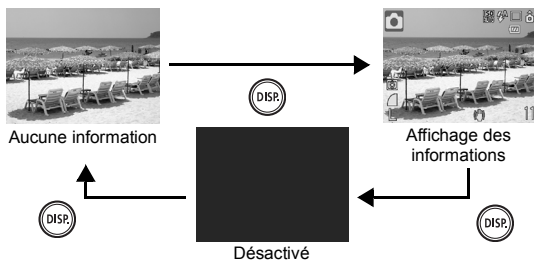 DISP.
Aucune information
Affichage des
informations
DISP.
DISP.
Désactivé